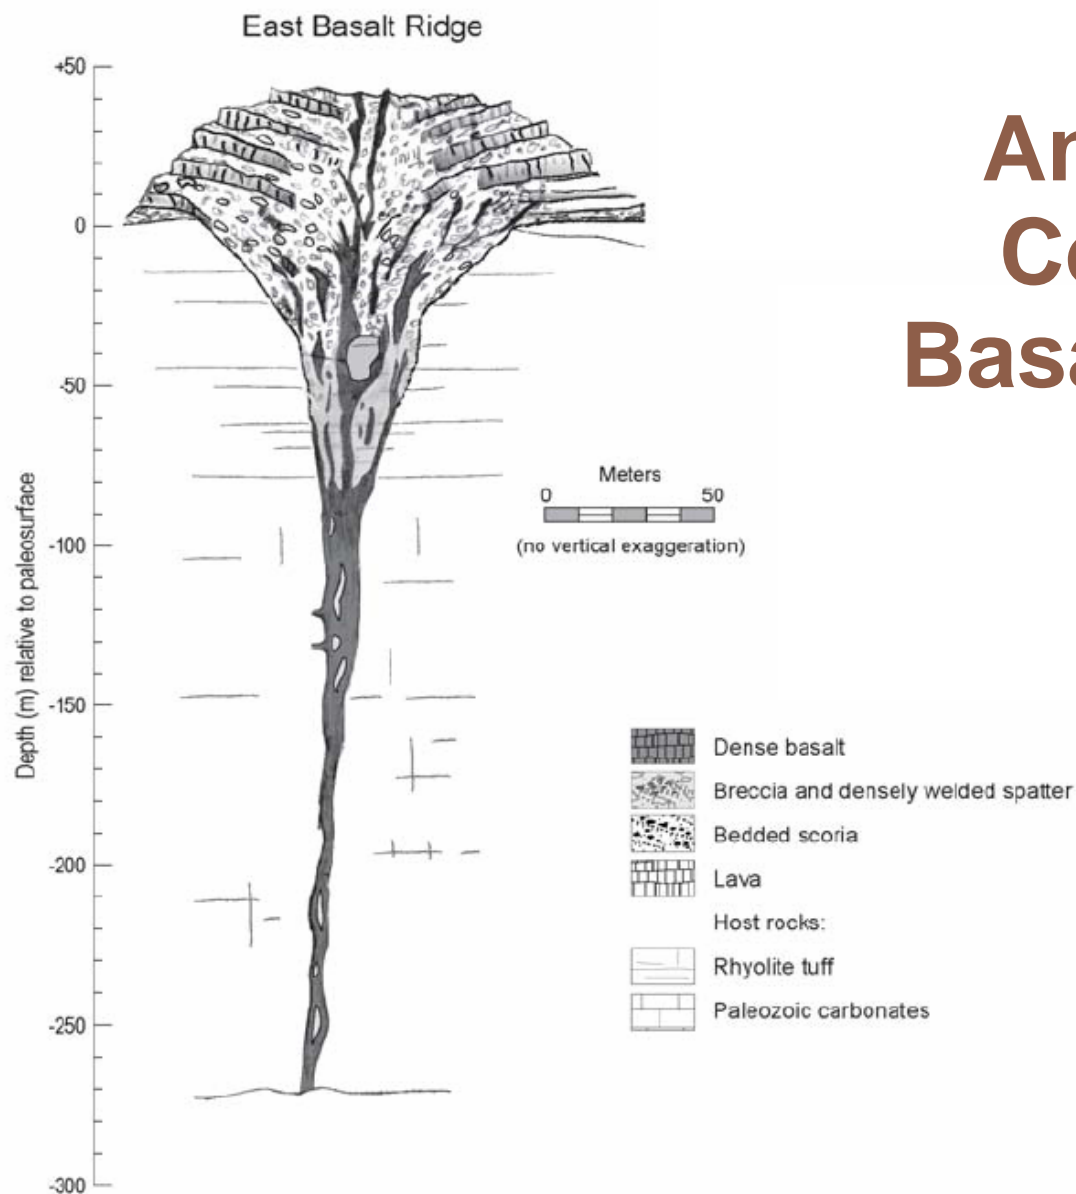 East Basalt Ridge
+50
0
-50
-100
-150
-200
-250
-300
Depth (m) relative to paleosurface
Meters
0 50
(no vertical exaggeration)
Dense basalt
Breccia and densely welded spatter
Bedded scoria
Lava
Host rocks:
Rhyolite tuff
Paleozoic carbonates